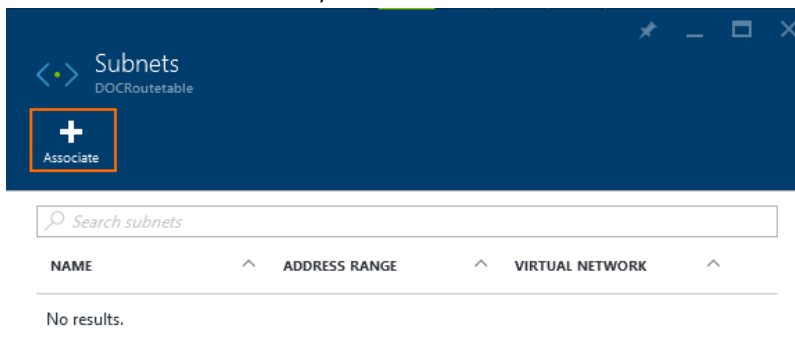 Subnets
DOCRoutetable
Associate
Search subnets
NAME ADDRESS RANGE VIRTUAL NETWORK
No results.